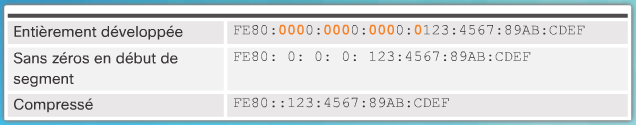 Entièrement développée FE80:0000:0000:0000:0123:4567:89AB:CDEF
Sans zéros en début de segment FE80: 0: 0: 0: 123:4567:89AB:CDEF
Compressé FE80::123:4567:89AB:CDEF